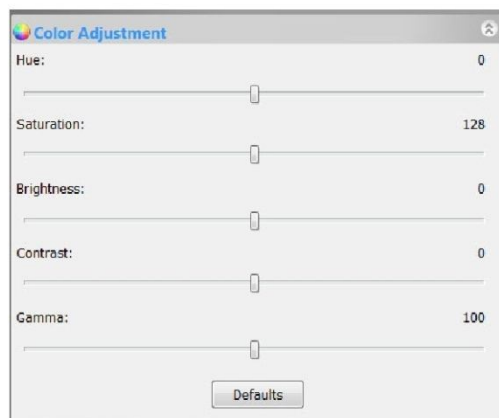 Color Adjustment
Hue: 0
Saturation: 128
Brightness: 0
Contrast: 0
Gamma: 100
Defaults